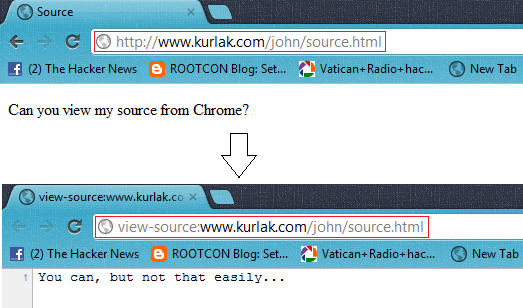 Source
http://www.kurlak.com/john/source.html
(2) The Hacker News ROOTCON Blog: Set... Vatican+Radio+hac... New Tab
Can you view my source from Chrome?
view-source:www.kurlak.co
view-source:www.kurlak.com/john/source.html
(2) The Hacker News ROOTCON Blog: Set... Vatican+Radio+hac... New Tab
1 You can, but not that easily...